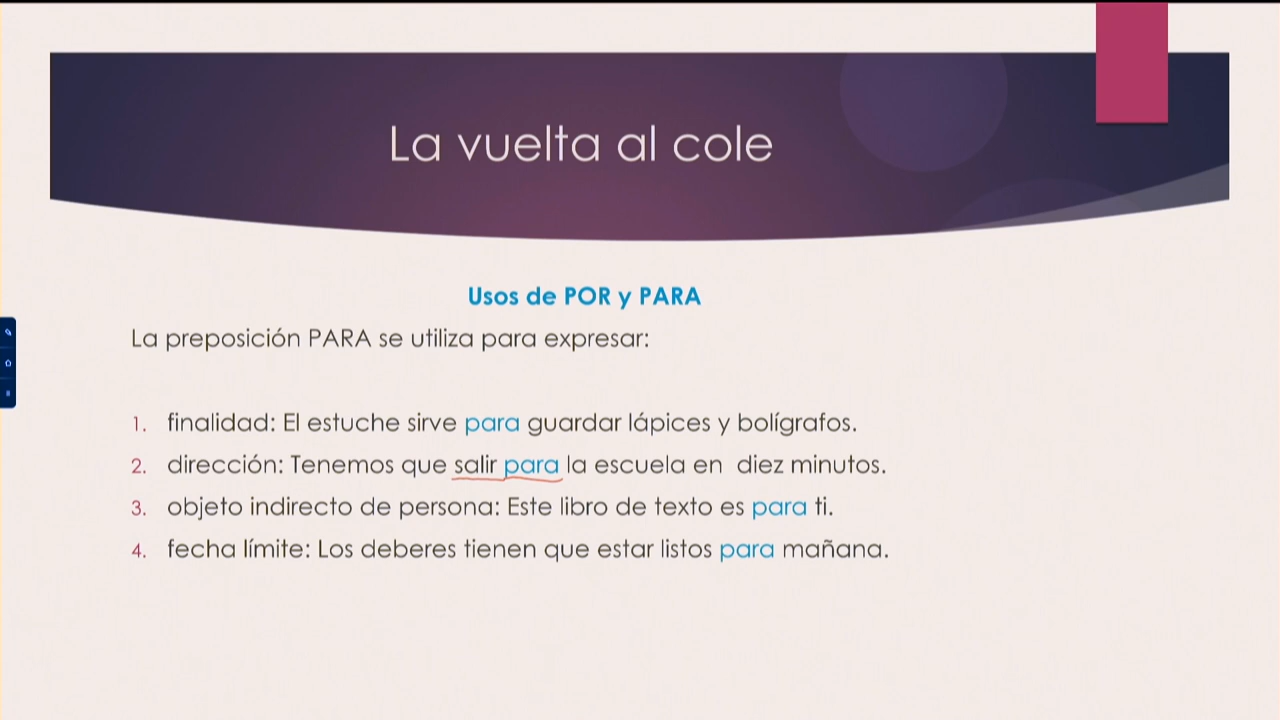 La vuelta al cole
Usos de POR y PARA
La preposición PARA se utiliza para expresar:
1. finalidad: El estuche sirve para guardar lápices y bolígrafos.
2. dirección: Tenemos que salir para la escuela en diez minutos.
3. objeto indirecto de persona: Este libro de texto es para ti.
4. fecha límite: Los deberes tienen que estar listos para mañana.